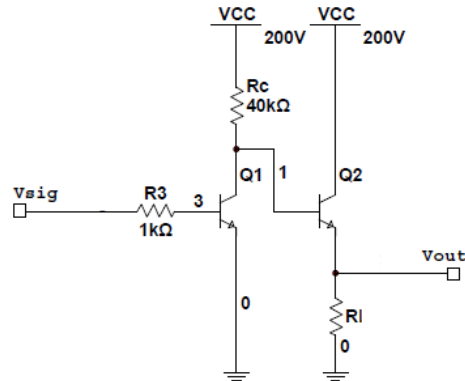 VCC VCC
200V 200V
Rc
40kΩ
Q1 1 Q2
Vsig R3 3
1kΩ
Vout
0 Rl
0